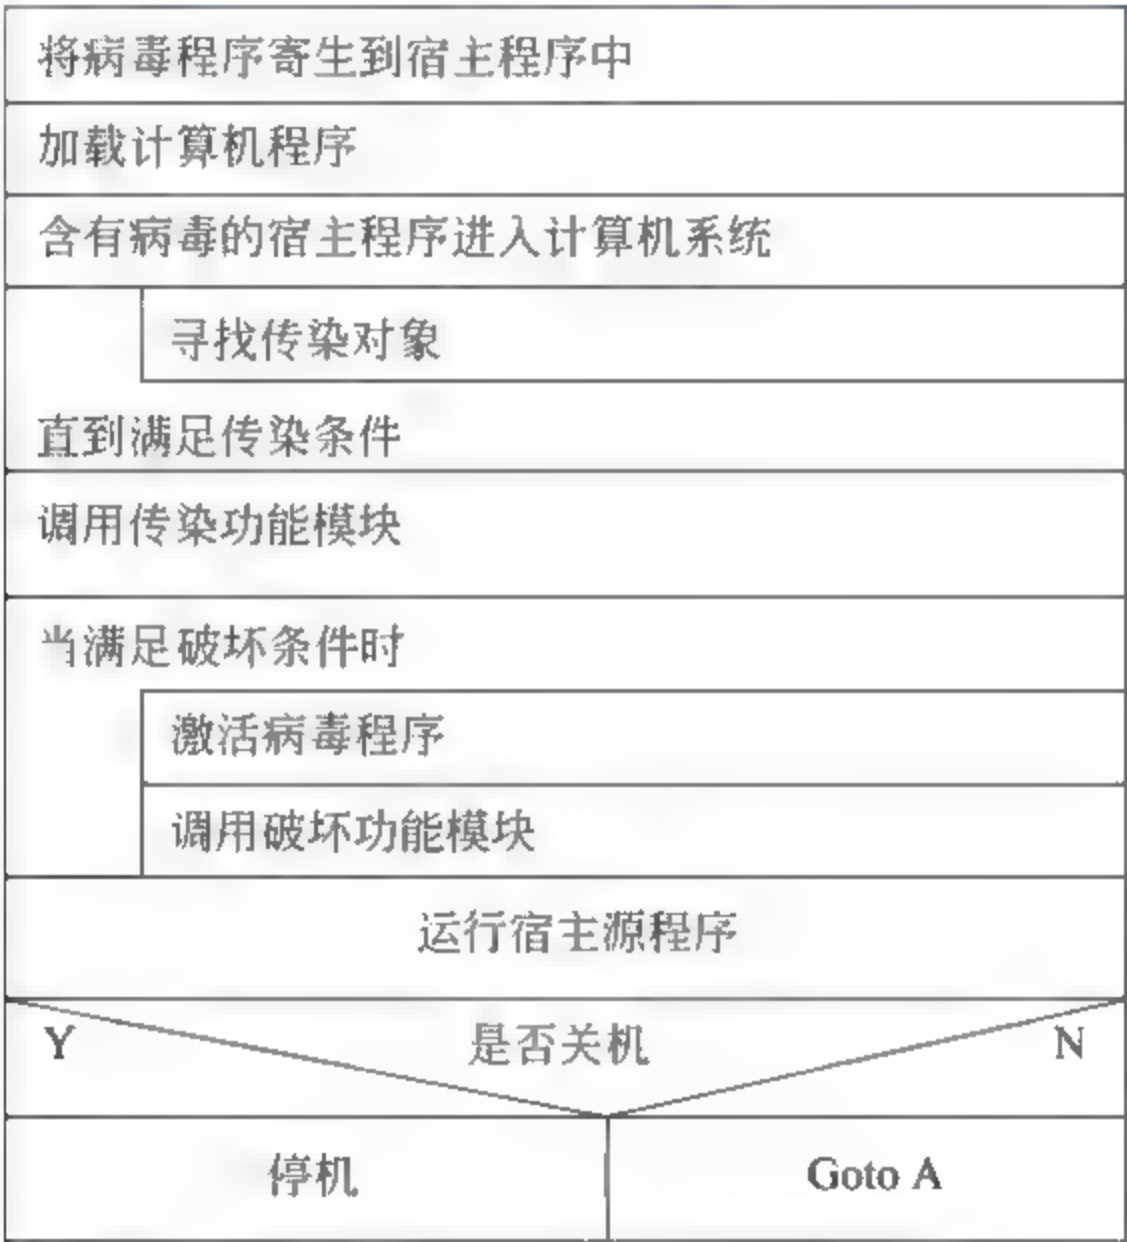 将病毒程序寄生到宿主程序中
加载计算机程序
含有病毒的宿主程序进入计算机系统
寻找传染对象
直到满足传染条件
调用传染功能模块
当满足破坏条件时
激活病毒程序
调用破坏功能模块
运行宿主源程序
Y 是否关机 N
停机 Goto A